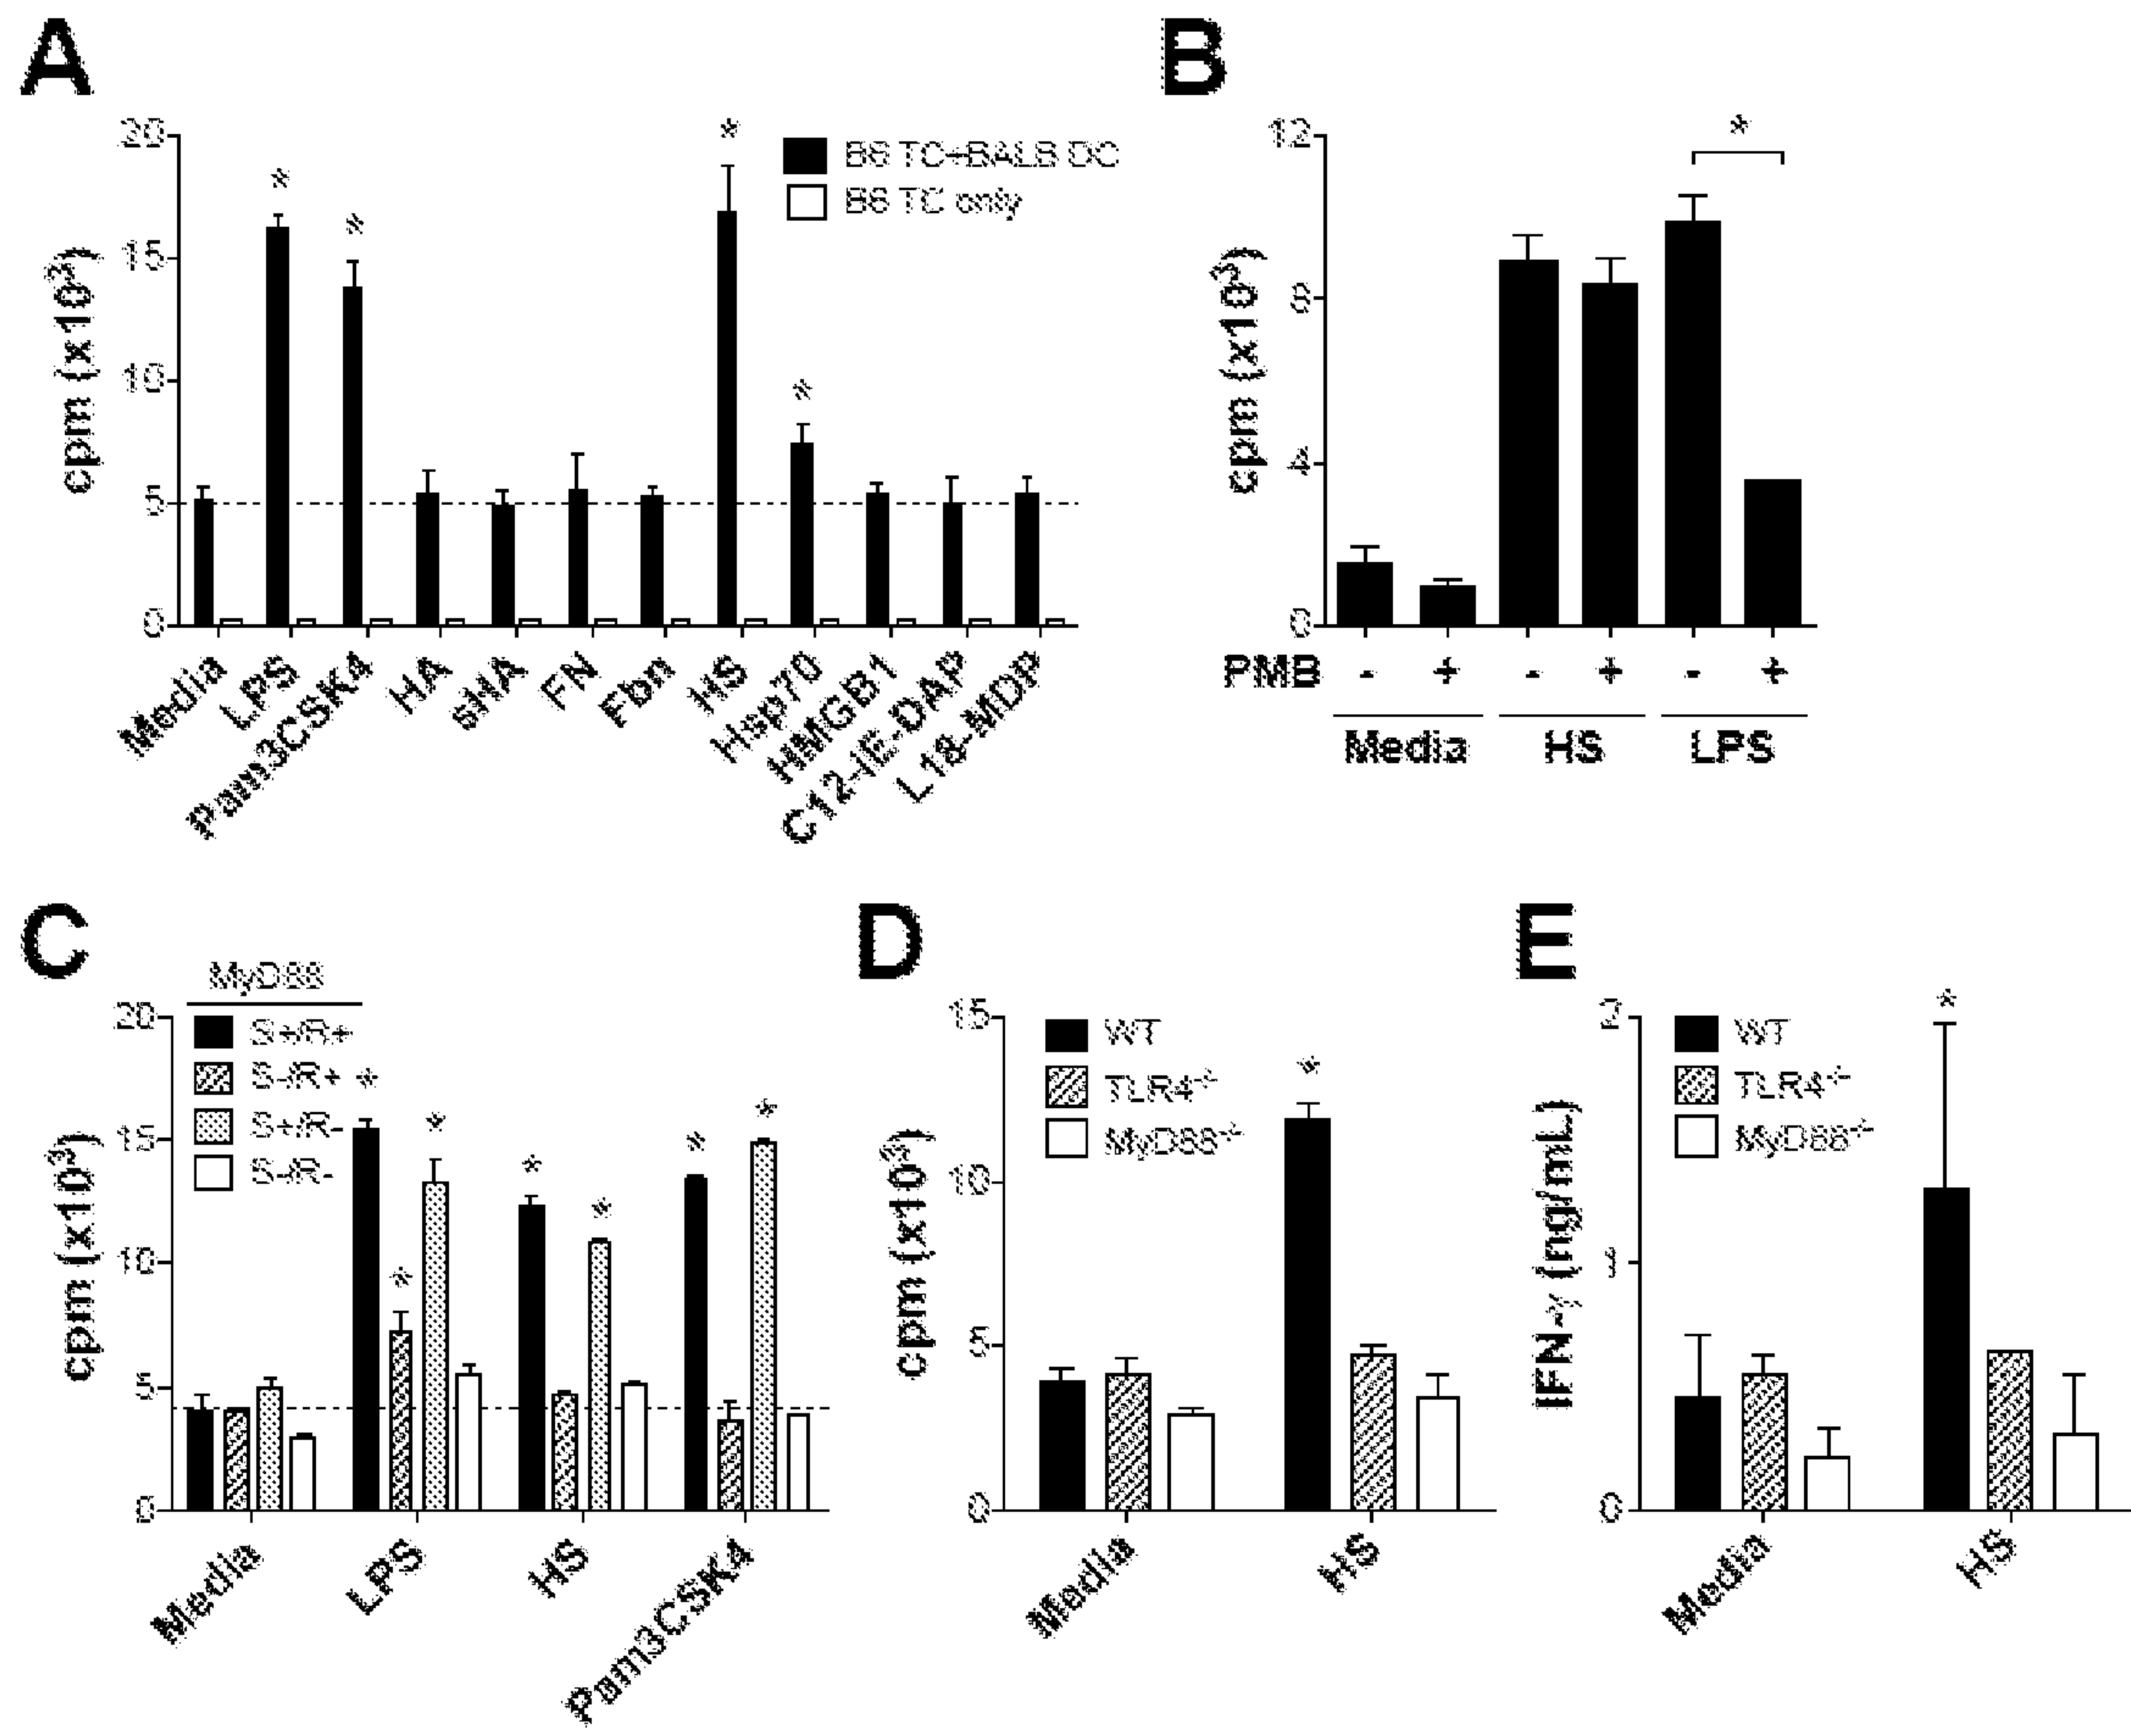 A
cpm (x10³)
20
15
10
5
0
B6 TC+BALB DC
B6 TC only
*
*
*
*
Media
LPS
Pam3CSK4
HA
sHA
FN
Fbn
HS
Hsp70
HMGB1
C12-iE-DAP
L18-MDP
B
cpm (x10³)
12
8
4
0
*
PMB - + - + - +
Media HS LPS
C
MyD88
S+/R+
S-/R+
S+/R-
S-/R-
cpm (x10³)
20
15
10
5
0
*
*
*
*
*
*
*
Media
LPS
HS
Pam3CSK4
D
cpm (x10³)
15
10
5
0
WT
TLR4-/-
MyD88-/-
*
Media
HS
E
IFN-γ (ng/mL)
2
1
0
WT
TLR4-/-
MyD88-/-
*
Media
HS